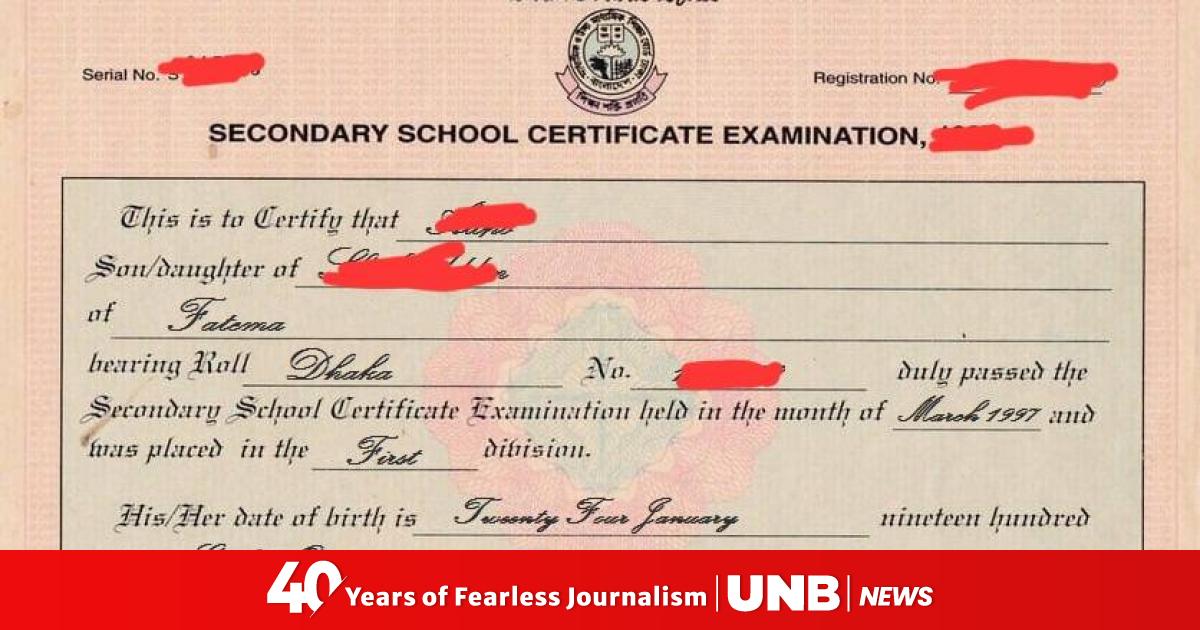 Serial No. S
Registration No.
SECONDARY SCHOOL CERTIFICATE EXAMINATION,
This is to Certify that
Son/daughter of
of Fatema
bearing Roll Dhaka No. duly passed the
Secondary School Certificate Examination held in the month of March 1997 and
was placed in the First division.
His/Her date of birth is Twenty Four January nineteen hundred
40 Years of Fearless Journalism | UNB | NEWS